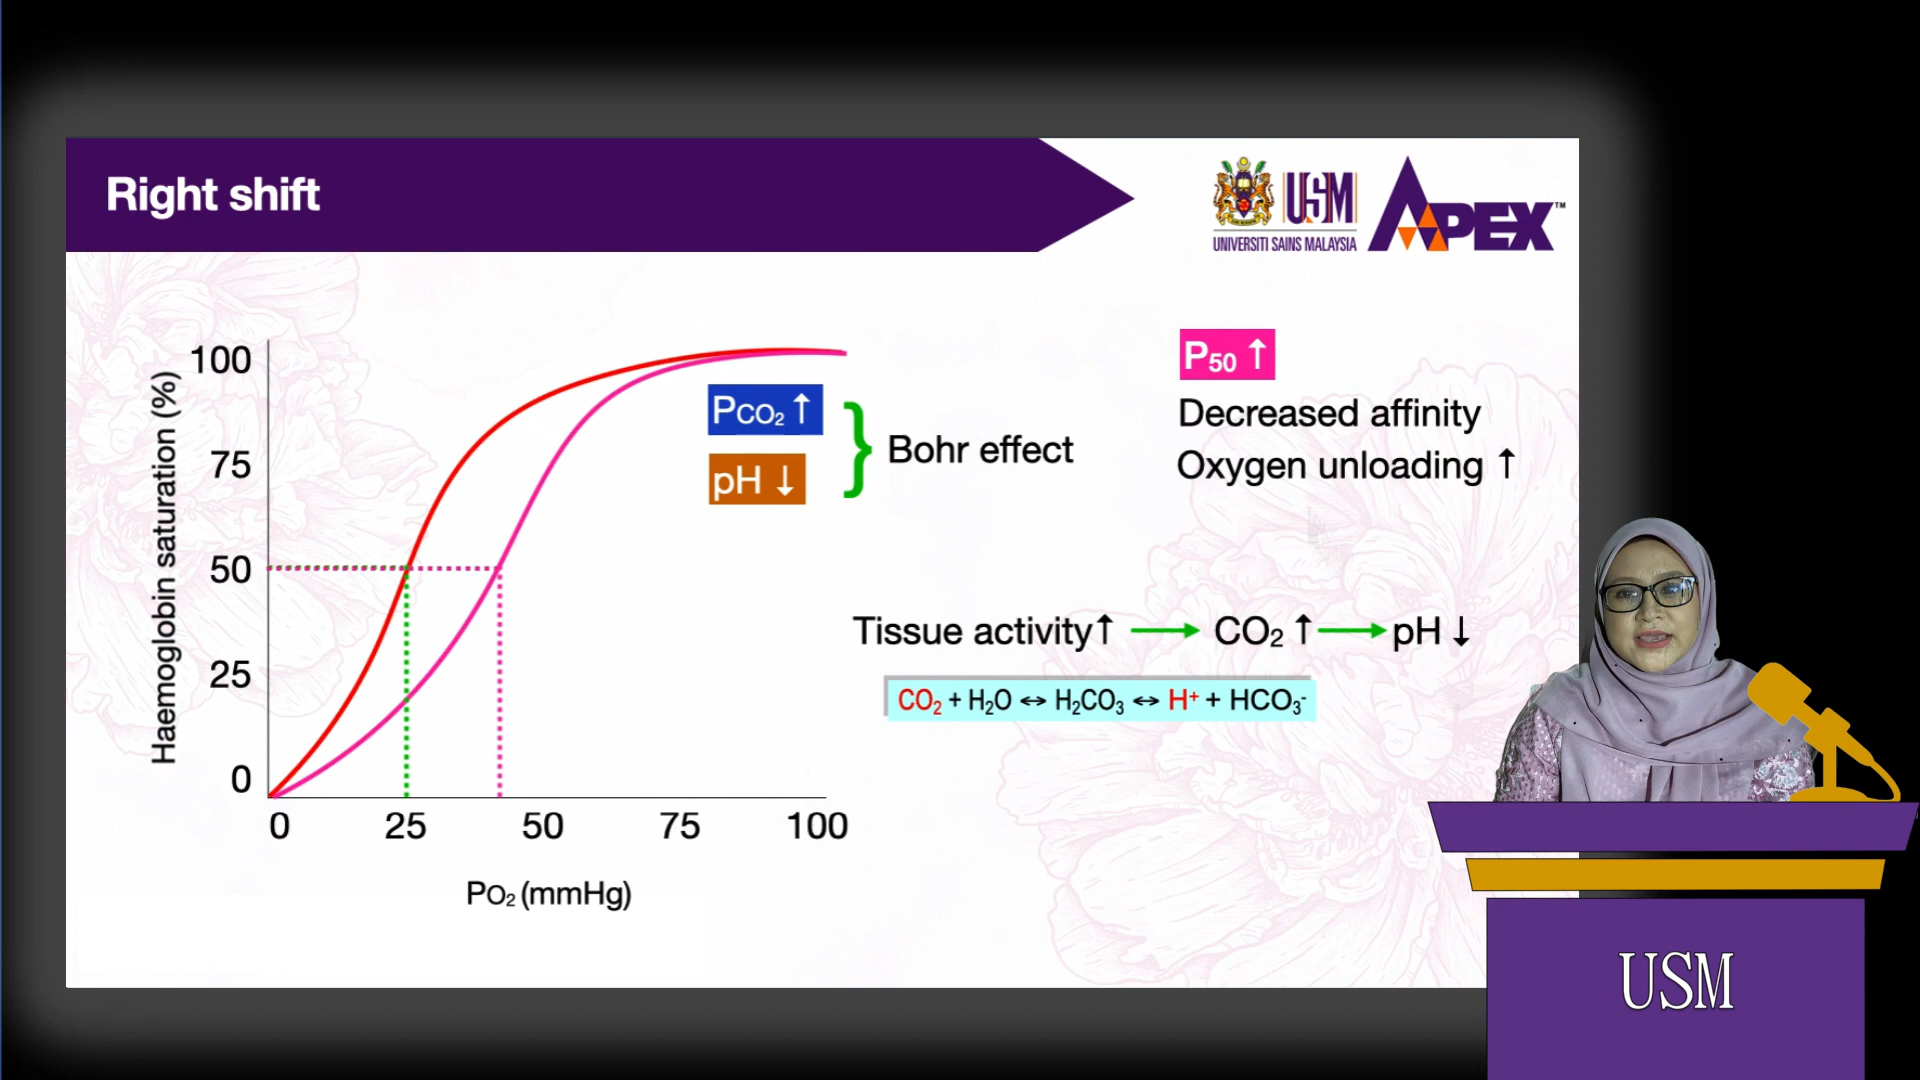 Right shift
USM
UNIVERSITI SAINS MALAYSIA
APEX™
Haemoglobin saturation (%)
100
75
50
25
0
0 25 50 75 100
PO₂ (mmHg)
PCO₂ ↑
pH ↓
} Bohr effect
P₅₀ ↑
Decreased affinity
Oxygen unloading ↑
Tissue activity↑ → CO₂ ↑ → pH ↓
CO₂ + H₂O ↔ H₂CO₃ ↔ H⁺ + HCO₃⁻
USM